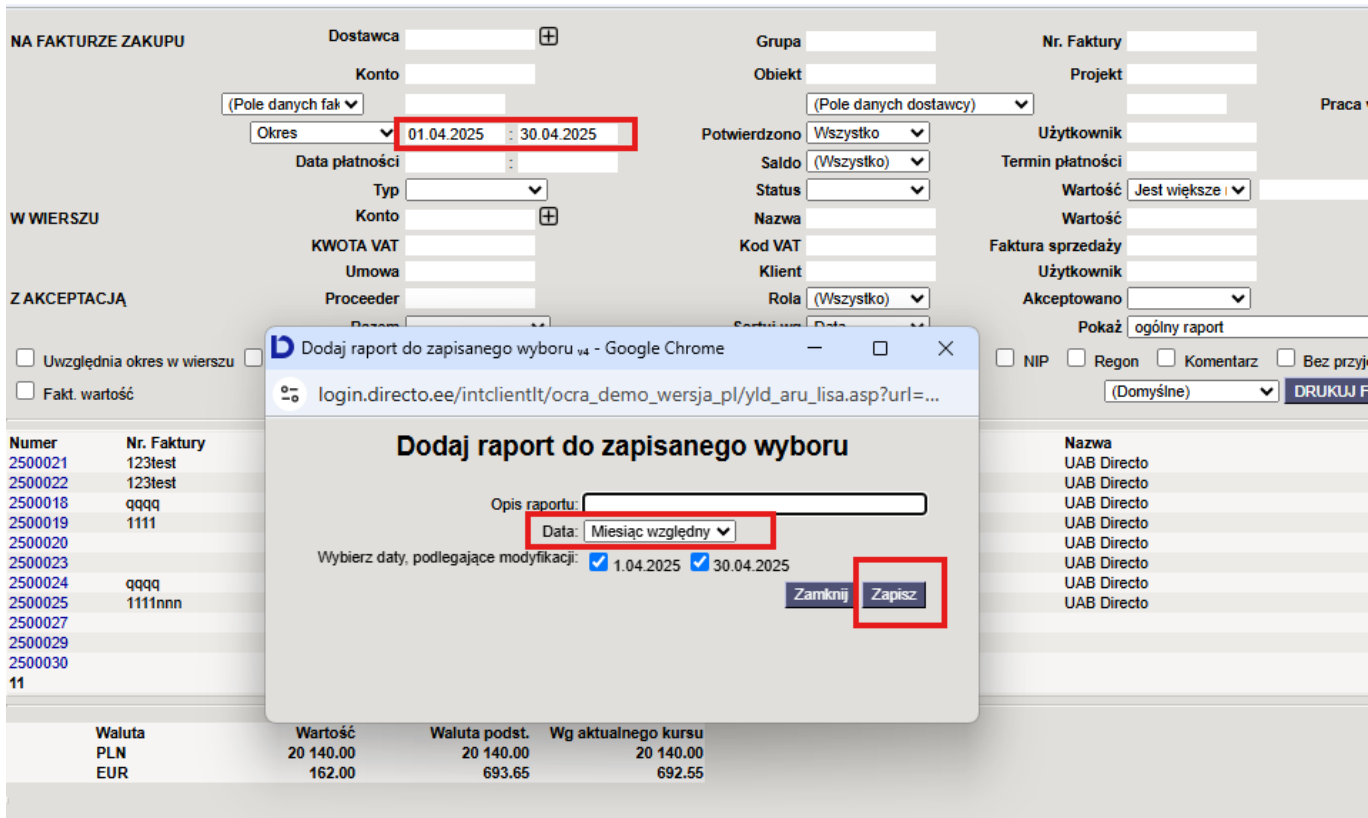 NA FAKTURZE ZAKUPU Dostawca Grupa Nr. Faktury
Konto Obiekt Projekt
(Pole danych fak (Pole danych dostawcy) Praca
Okres 01.04.2025 : 30.04.2025 Potwierdzono Wszystko Użytkownik
Data płatności : Saldo (Wszystko) Termin płatności
Typ Status Wartość Jest większe
W WIERSZU Konto Nazwa Wartość
KWOTA VAT Kod VAT Faktura sprzedaży
Umowa Klient Użytkownik
Z AKCEPTACJĄ Proceeder Rola (Wszystko) Akceptowano
Razem Sortuj wg Data Pokaż ogólny raport
Uwzględnia okres w wierszu NIP Regon Komentarz Bez
Fakt. wartość (Domyślne) DRUKUJ F
Dodaj raport do zapisanego wyboru v4 - Google Chrome
login.directo.ee/intclientlt/ocra_demo_wersja_pl/yld_aru_lisa.asp?url=...
Dodaj raport do zapisanego wyboru
Opis raportu:
Data: Miesiąc względny
Wybierz daty, podlegające modyfikacji: 1.04.2025 30.04.2025
Zamknij Zapisz
Numer Nr. Faktury Nazwa
2500021 123test UAB Directo
2500022 123test UAB Directo
2500018 qqqq UAB Directo
2500019 1111 UAB Directo
2500020 UAB Directo
2500023 UAB Directo
2500024 qqqq UAB Directo
2500025 1111nnn UAB Directo
2500027
2500029
2500030
11
Waluta Wartość Waluta podst. Wg aktualnego kursu
PLN 20 140.00 20 140.00 20 140.00
EUR 162.00 693.65 692.55